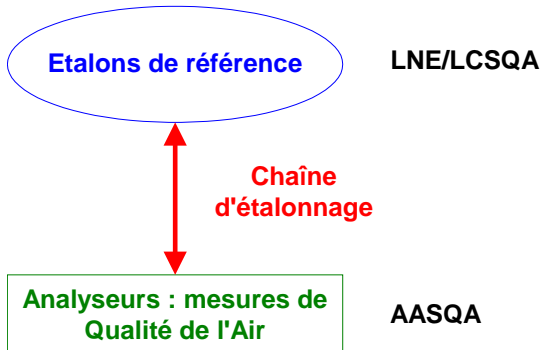 Etalons de référence
LNE/LCSQA
Chaîne
d'étalonnage
Analyseurs : mesures de
Qualité de l'Air
AASQA